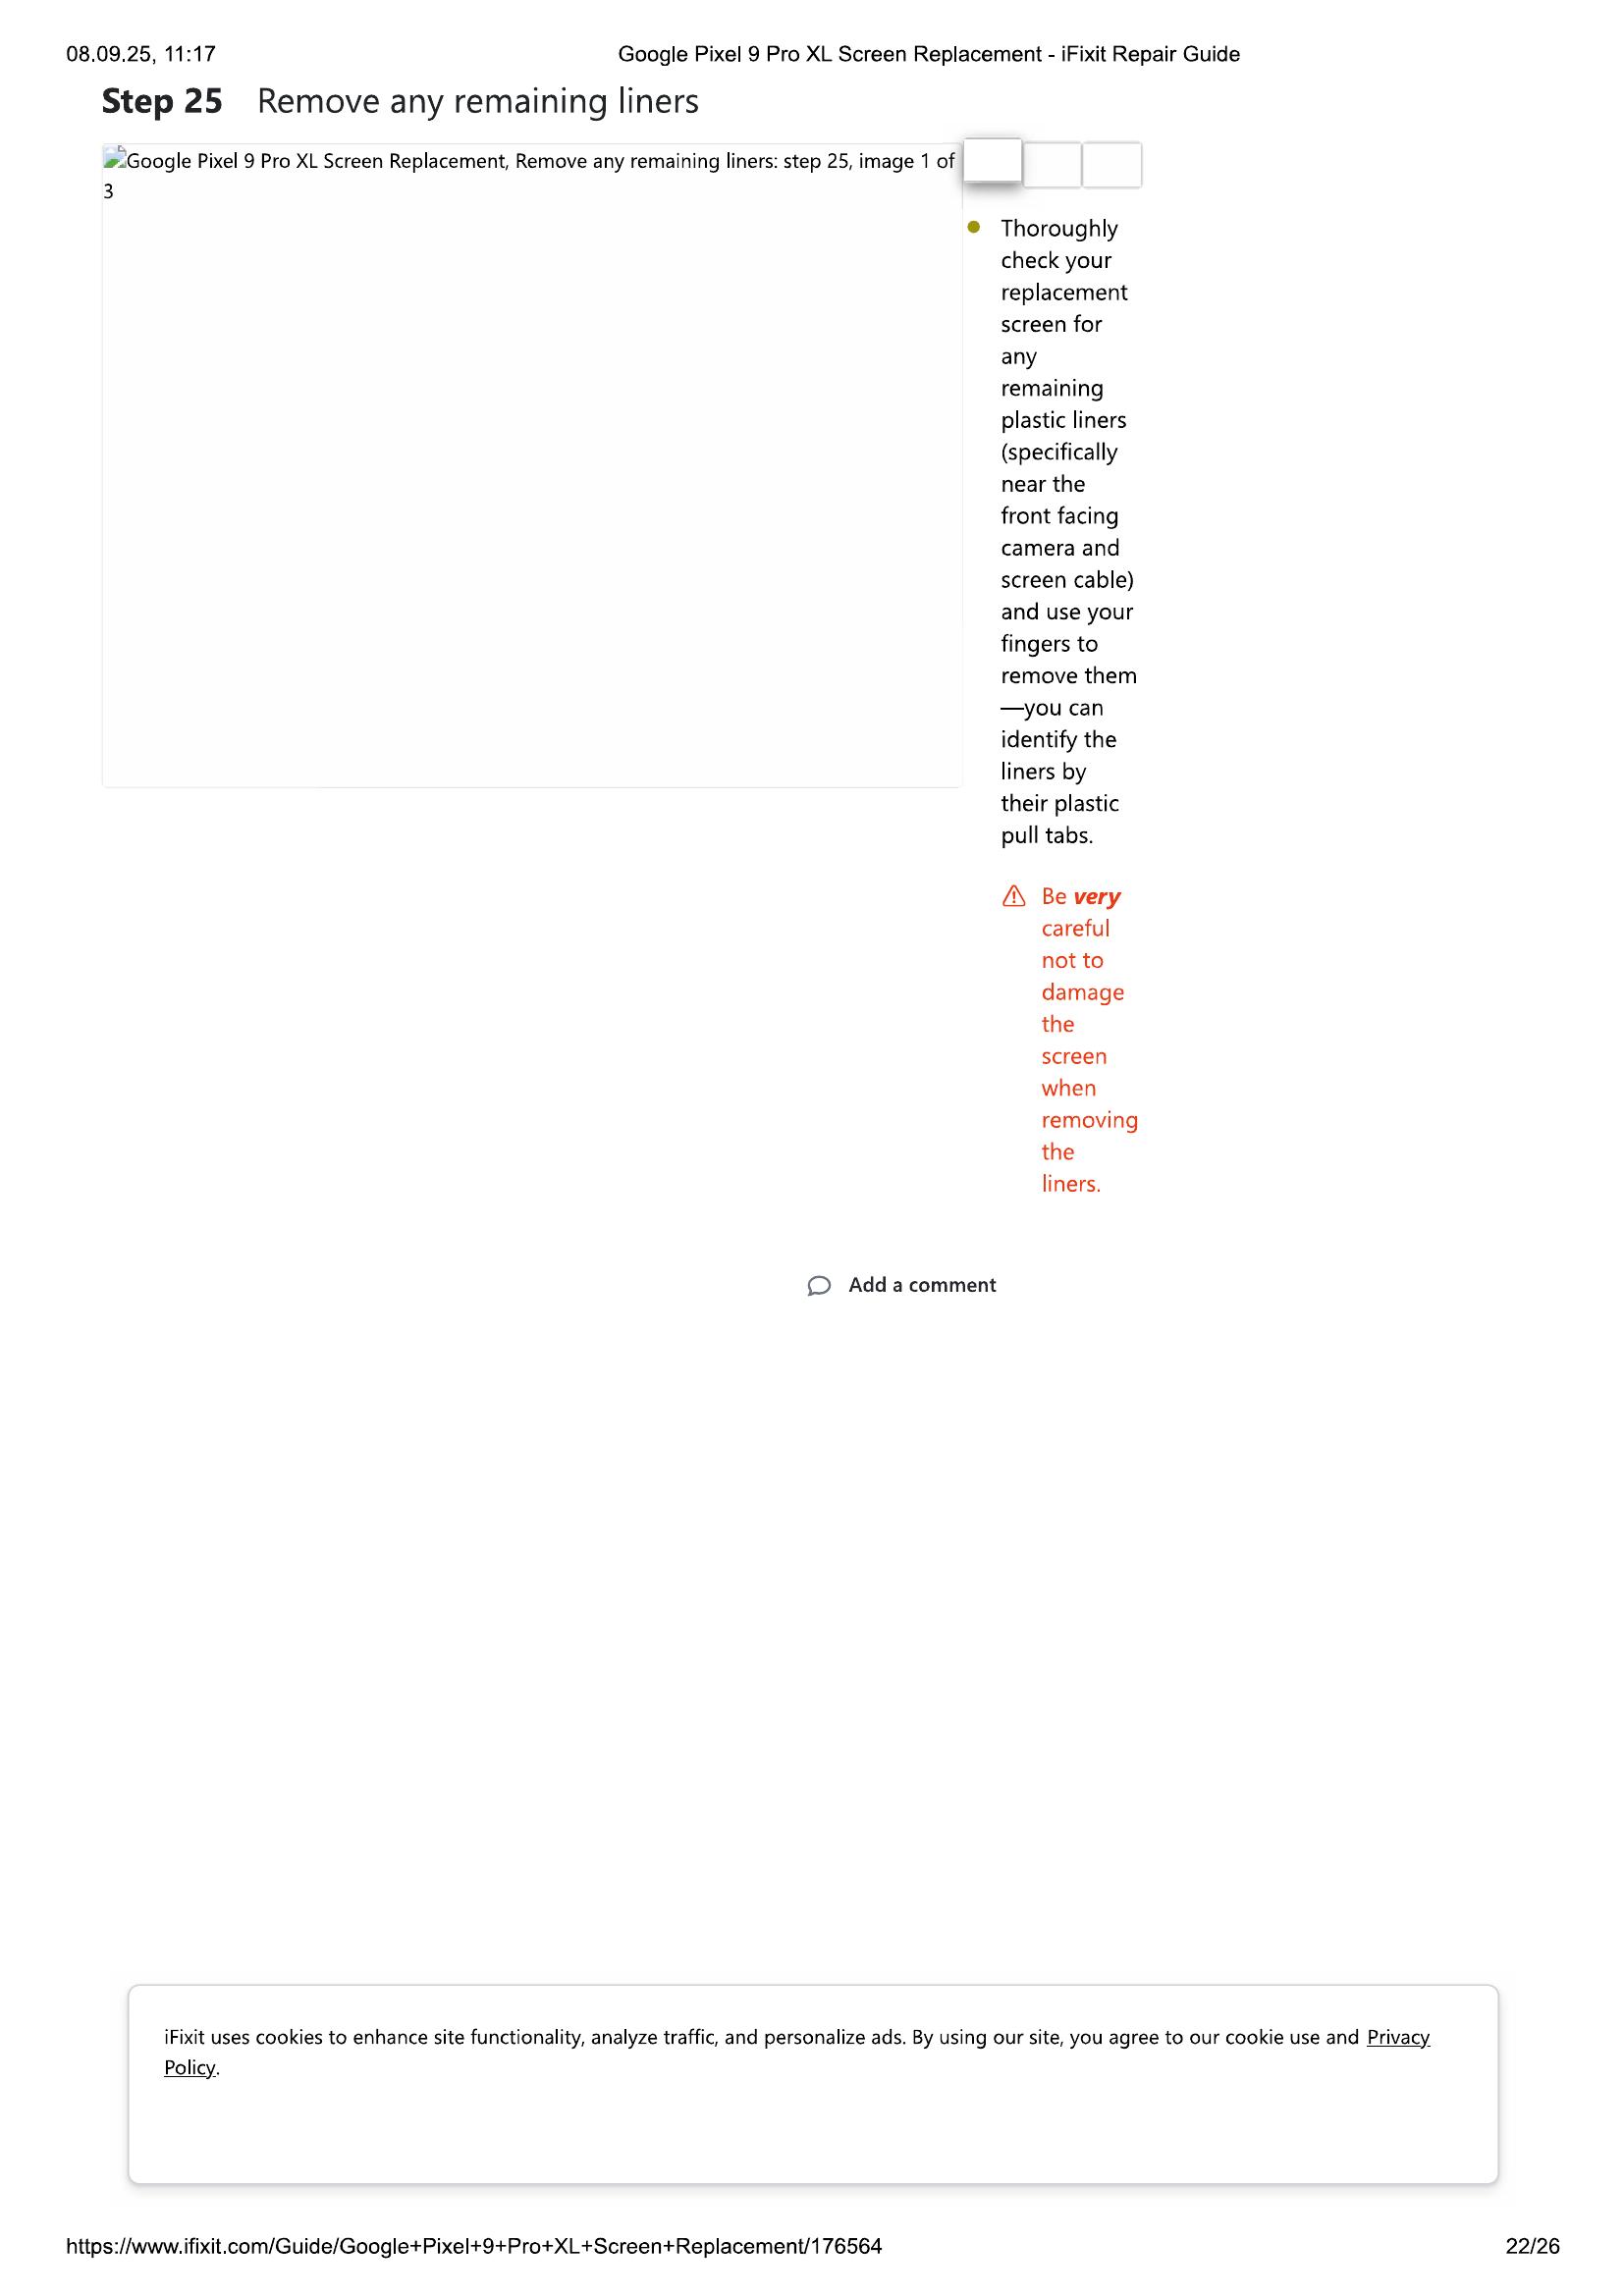 08.09.25, 11:17
Google Pixel 9 Pro XL Screen Replacement - iFixit Repair Guide
Step 25 Remove any remaining liners
Google Pixel 9 Pro XL Screen Replacement, Remove any remaining liners: step 25, image 1 of
3
Thoroughly
check your
replacement
screen for
any
remaining
plastic liners
(specifically
near the
front facing
camera and
screen cable)
and use your
fingers to
remove them
—you can
identify the
liners by
their plastic
pull tabs.
Be very
careful
not to
damage
the
screen
when
removing
the
liners.
Add a comment
iFixit uses cookies to enhance site functionality, analyze traffic, and personalize ads. By using our site, you agree to our cookie use and Privacy
Policy.
https://www.ifixit.com/Guide/Google+Pixel+9+Pro+XL+Screen+Replacement/176564
22/26